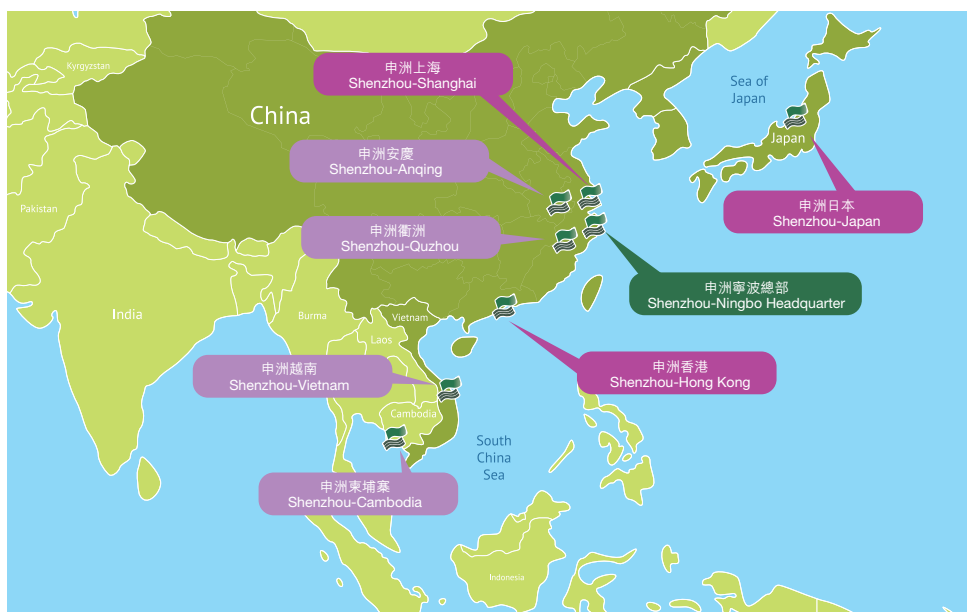 Kyrgyzstan
申洲上海
Shenzhou-Shanghai
Sea of
Japan
China
Japan
申洲安慶
Shenzhou-Anqing
Pakistan
申洲日本
Shenzhou-Japan
申洲衢洲
Shenzhou-Quzhou
申洲寧波總部
Shenzhou-Ningbo Headquarter
India
Burma
Vietnam
Laos
申洲越南
Shenzhou-Vietnam
申洲香港
Shenzhou-Hong Kong
Cambodia
South
China
Sea
申洲柬埔寨
Shenzhou-Cambodia
Indonesia